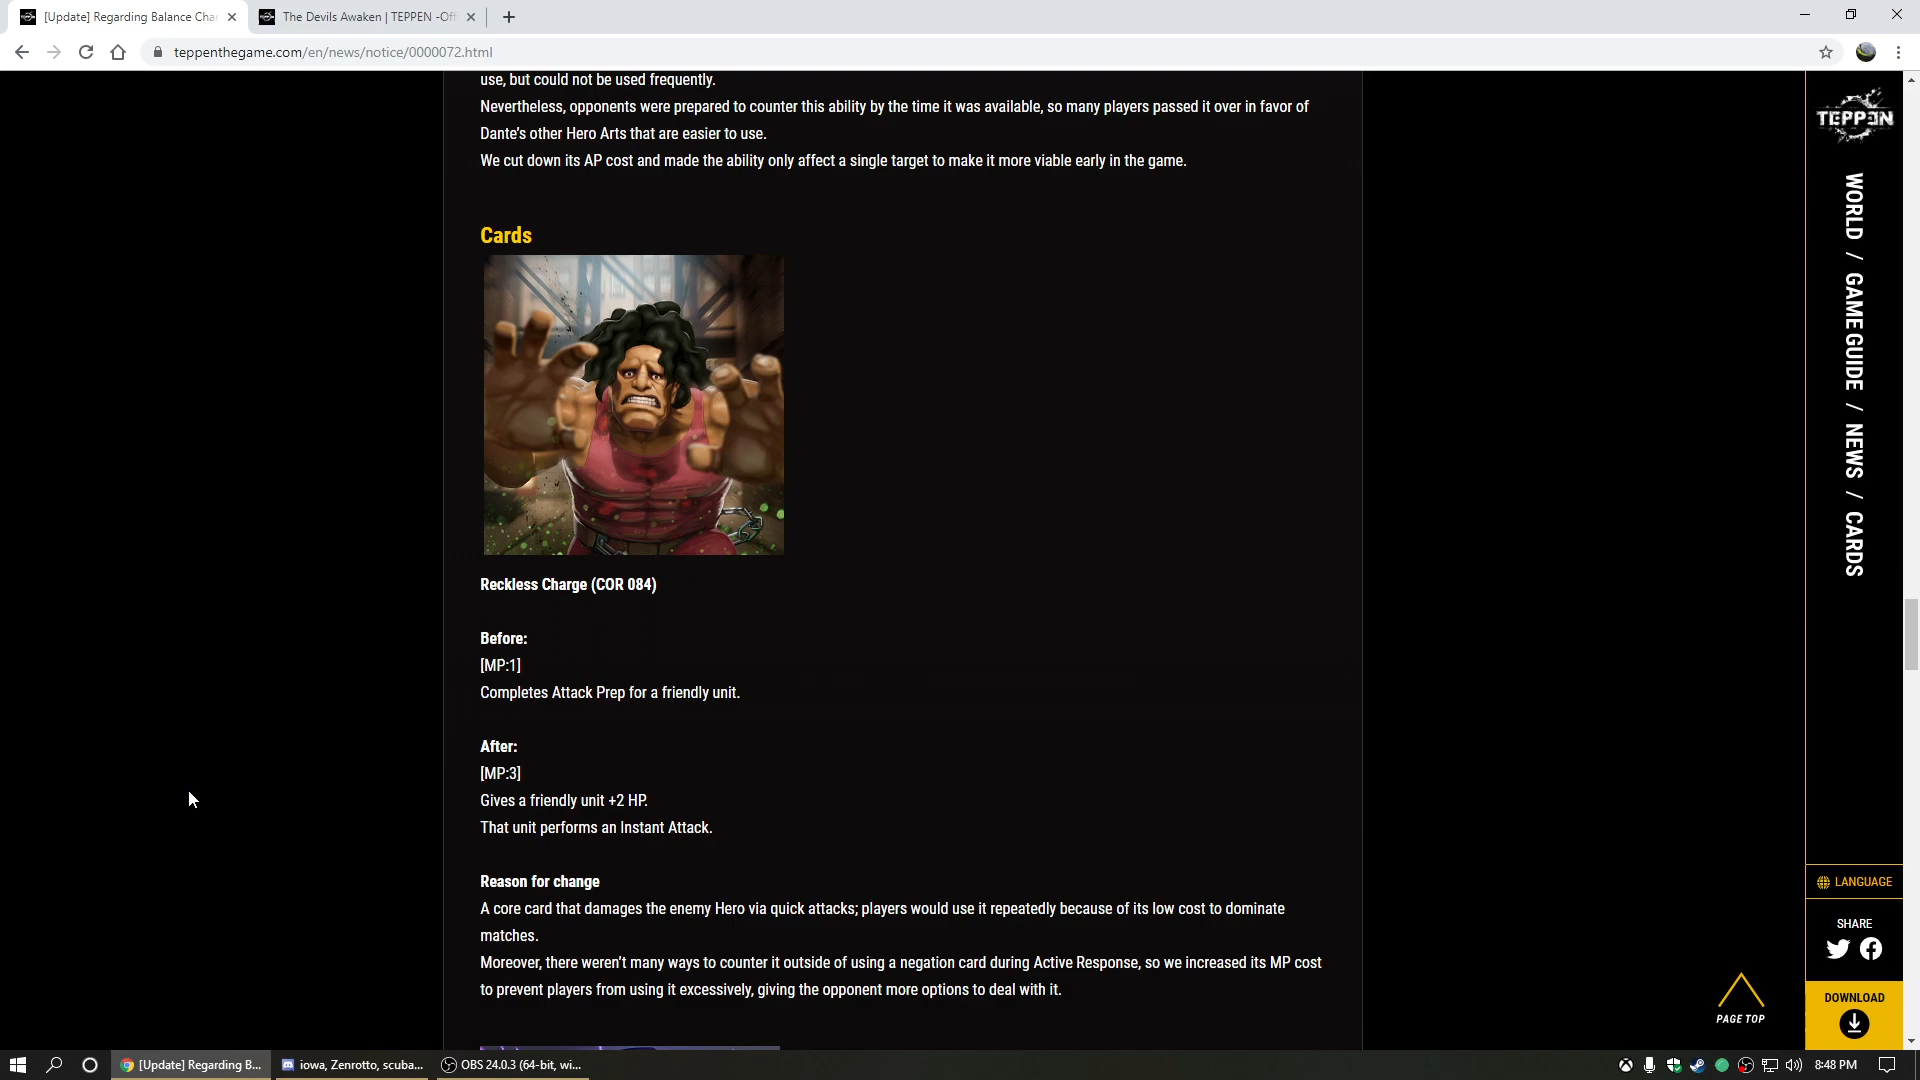 [Update] Regarding Balance Cha
The Devils Awaken | TEPPEN -Off
teppenthegame.com/en/news/notice/0000072.html
use, but could not be used frequently.
Nevertheless, opponents were prepared to counter this ability by the time it was available, so many players passed it over in favor of
Dante's other Hero Arts that are easier to use.
We cut down its AP cost and made the ability only affect a single target to make it more viable early in the game.
Cards
Reckless Charge (COR 084)
Before:
[MP:1]
Completes Attack Prep for a friendly unit.
After:
[MP:3]
Gives a friendly unit +2 HP.
That unit performs an Instant Attack.
Reason for change
A core card that damages the enemy Hero via quick attacks; players would use it repeatedly because of its low cost to dominate
matches.
Moreover, there weren't many ways to counter it outside of using a negation card during Active Response, so we increased its MP cost
to prevent players from using it excessively, giving the opponent more options to deal with it.
TEPPEN
WORLD / GAME GUIDE / NEWS / CARDS
LANGUAGE
SHARE
DOWNLOAD
PAGE TOP
[Update] Regarding B...
iowa, Zenrotto, scuba...
OBS 24.0.3 (64-bit, wi...
8:48 PM